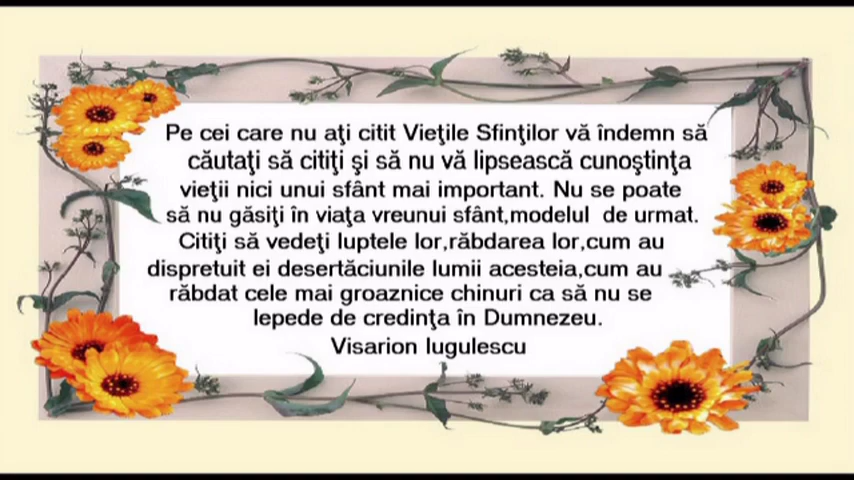 Pe cei care nu aţi citit Vieţile Sfinţilor vă îndemn să
căutaţi să citiţi şi să nu vă lipsească cunoştinţa
vieţii nici unui sfânt mai important. Nu se poate
să nu găsiţi în viaţa vreunui sfânt,modelul de urmat.
Citiţi să vedeţi luptele lor,răbdarea lor,cum au
dispretuit ei desertăciunile lumii acesteia,cum au
răbdat cele mai groaznice chinuri ca să nu se
lepede de credinţa în Dumnezeu.
Visarion Iugulescu